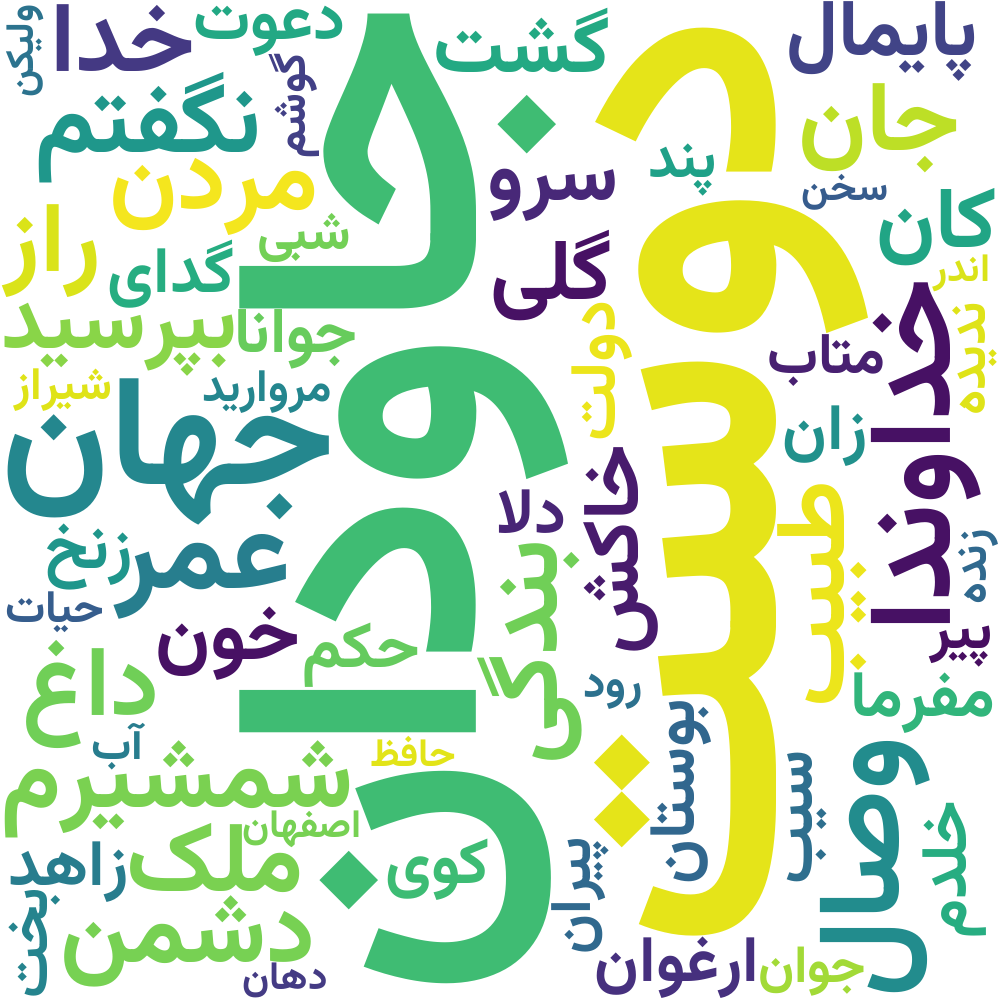 جاودان
دوست
پایمال
دعوت
خدا
ولیکن
گشت
گوشم
نگفتم
جان
پند
سرو
مردن
سخن
کان
شبی
راز
گدای
گلی
اندر
خداوندا
ندیده
دولت
بپرسید
جوانا
متاب
شیراز
مروارید
جهان
زان
دلا
خاکش
طبیب
زنخ
عمر
بندگی
زنده
حیات
خون
حکم
پیر
داغ
رود
مفرما
آب
حافظ
بوستان
سیب
وصال
شمشیرم
اصفهان
خلدم
زاهد
ملک
کوی
پیران
بخت
دشمن
دهان
ارغوان
جوان